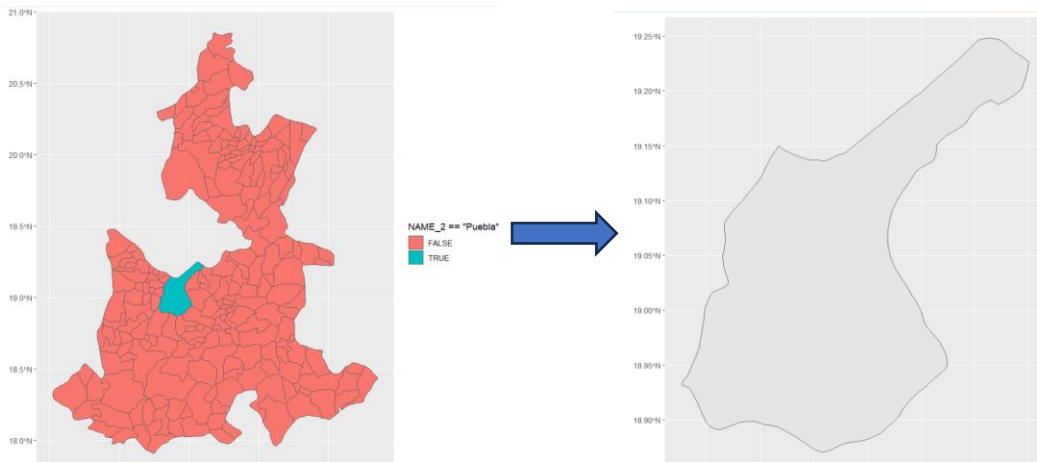 21.0°N
20.5°N
20.0°N
19.5°N
19.0°N
18.5°N
18.0°N
NAME_2 == "Puebla"
FALSE
TRUE
19.25°N
19.20°N
19.15°N
19.10°N
19.05°N
19.00°N
18.95°N
18.90°N